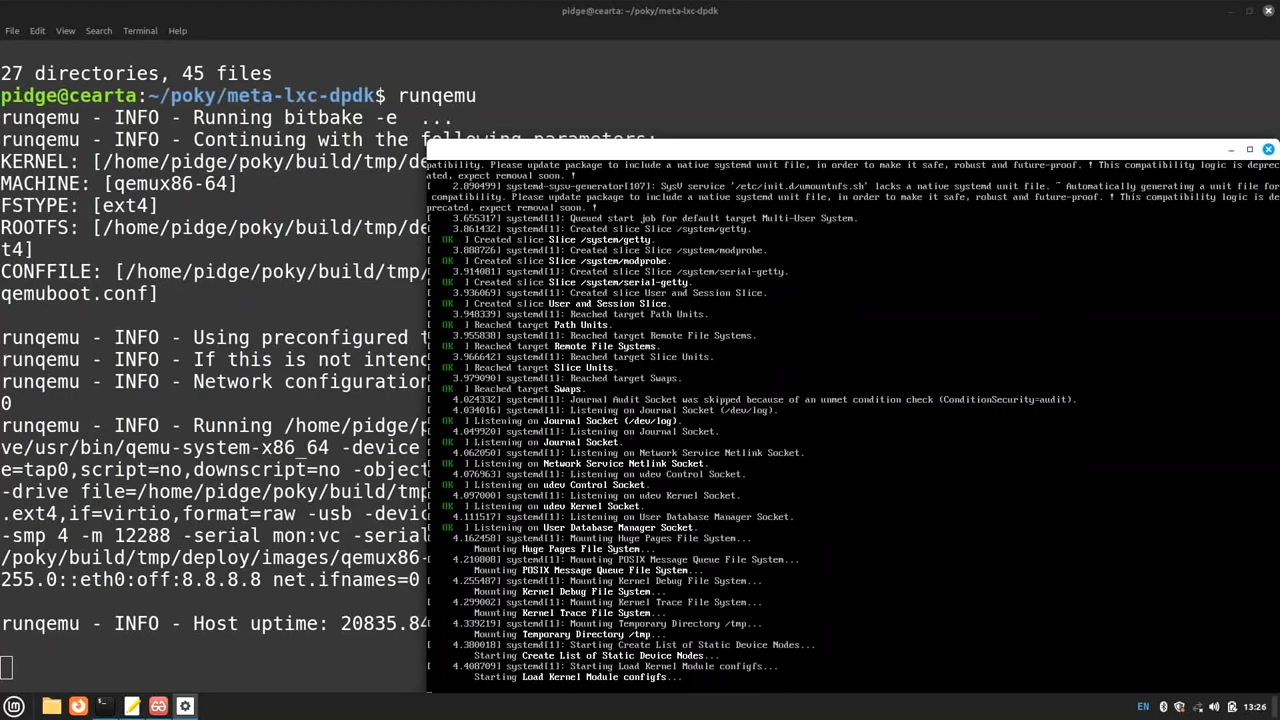 pidge@cearta: ~/poky/meta-lxc-dpdk
File Edit View Search Terminal Help
27 directories, 45 files
pidge@cearta:~/poky/meta-lxc-dpdk$ runqemu
runqemu - INFO - Running bitbake -e  ...
runqemu - INFO - Continuing with the following parameters:
KERNEL: [/home/pidge/poky/build/tmp/de
MACHINE: [qemux86-64]
FSTYPE: [ext4]
ROOTFS: [/home/pidge/poky/build/tmp/de
t4]
CONFFILE: [/home/pidge/poky/build/tmp/
qemuboot.conf]
runqemu - INFO - Using preconfigured t
runqemu - INFO - If this is not inten
runqemu - INFO - Network configuration
0
runqemu - INFO - Running /home/pidge/p
ve/usr/bin/qemu-system-x86_64 -device
e=tap0,script=no,downscript=no -object
-drive file=/home/pidge/poky/build/tmp
.ext4,if=virtio,format=raw -usb -devic
-smp 4 -m 12288 -serial mon:vc -serial
/poky/build/tmp/deploy/images/qemux86-
255.0::eth0:off:8.8.8.8 net.ifnames=0
runqemu - INFO - Host uptime: 20835.84
patibility. Please update package to include a native systemd unit file, in order to make it safe, robust and future-proof. ! This compatibility logic is deprec
ated, expect removal soon. !
[    2.890499] systemd-sysv-generator[107]: SysV service '/etc/init.d/umountnfs.sh' lacks a native systemd unit file. ~ Automatically generating a unit file for
compatibility. Please update package to include a native systemd unit file, in order to make it safe, robust and future-proof. ! This compatibility logic is de
precated, expect removal soon. !
[    3.655317] systemd[1]: Queued start job for default target Multi-User System.
[    3.861432] systemd[1]: Created slice Slice /system/getty.
[  OK  ] Created slice Slice /system/getty.
[    3.888726] systemd[1]: Created slice Slice /system/modprobe.
[  OK  ] Created slice Slice /system/modprobe.
[    3.914081] systemd[1]: Created slice Slice /system/serial-getty.
[  OK  ] Created slice Slice /system/serial-getty.
[    3.936069] systemd[1]: Created slice User and Session Slice.
[  OK  ] Created slice User and Session Slice.
[    3.948339] systemd[1]: Reached target Path Units.
[  OK  ] Reached target Path Units.
[    3.955838] systemd[1]: Reached target Remote File Systems.
[  OK  ] Reached target Remote File Systems.
[    3.966642] systemd[1]: Reached target Slice Units.
[  OK  ] Reached target Slice Units.
[    3.979090] systemd[1]: Reached target Swaps.
[  OK  ] Reached target Swaps.
[    4.024332] systemd[1]: Journal Audit Socket was skipped because of an unmet condition check (ConditionSecurity=audit).
[    4.034016] systemd[1]: Listening on Journal Socket (/dev/log).
[  OK  ] Listening on Journal Socket (/dev/log).
[    4.049920] systemd[1]: Listening on Journal Socket.
[  OK  ] Listening on Journal Socket.
[    4.062050] systemd[1]: Listening on Network Service Netlink Socket.
[  OK  ] Listening on Network Service Netlink Socket.
[    4.076963] systemd[1]: Listening on udev Control Socket.
[  OK  ] Listening on udev Control Socket.
[    4.097000] systemd[1]: Listening on udev Kernel Socket.
[  OK  ] Listening on udev Kernel Socket.
[    4.111517] systemd[1]: Listening on User Database Manager Socket.
[  OK  ] Listening on User Database Manager Socket.
[    4.162458] systemd[1]: Mounting Huge Pages File System...
Mounting Huge Pages File System...
[    4.210808] systemd[1]: Mounting POSIX Message Queue File System...
Mounting POSIX Message Queue File System...
[    4.255487] systemd[1]: Mounting Kernel Debug File System...
Mounting Kernel Debug File System...
[    4.299002] systemd[1]: Mounting Kernel Trace File System...
Mounting Kernel Trace File System...
[    4.339219] systemd[1]: Mounting Temporary Directory /tmp...
Mounting Temporary Directory /tmp...
[    4.380018] systemd[1]: Starting Create List of Static Device Nodes...
Starting Create List of Static Device Nodes...
[    4.408709] systemd[1]: Starting Load Kernel Module configfs...
Starting Load Kernel Module configfs...
EN 13:26